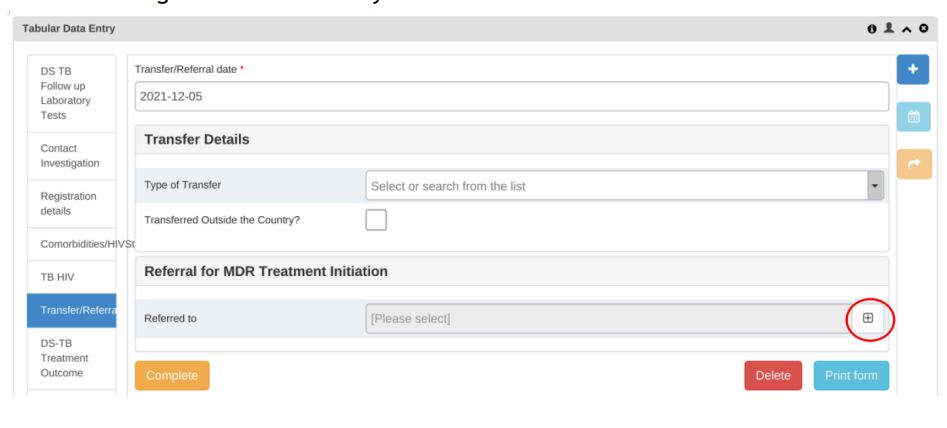 Tabular Data Entry
DS TB
Follow up
Laboratory
Tests
Contact
Investigation
Registration
details
Comorbidities/HIVSt
TB HIV
Transfer/Referra
DS-TB
Treatment
Outcome
Transfer/Referral date *
2021-12-05
Transfer Details
Type of Transfer
Select or search from the list
Transferred Outside the Country?
Referral for MDR Treatment Initiation
Referred to
[Please select]
Complete
Delete
Print form